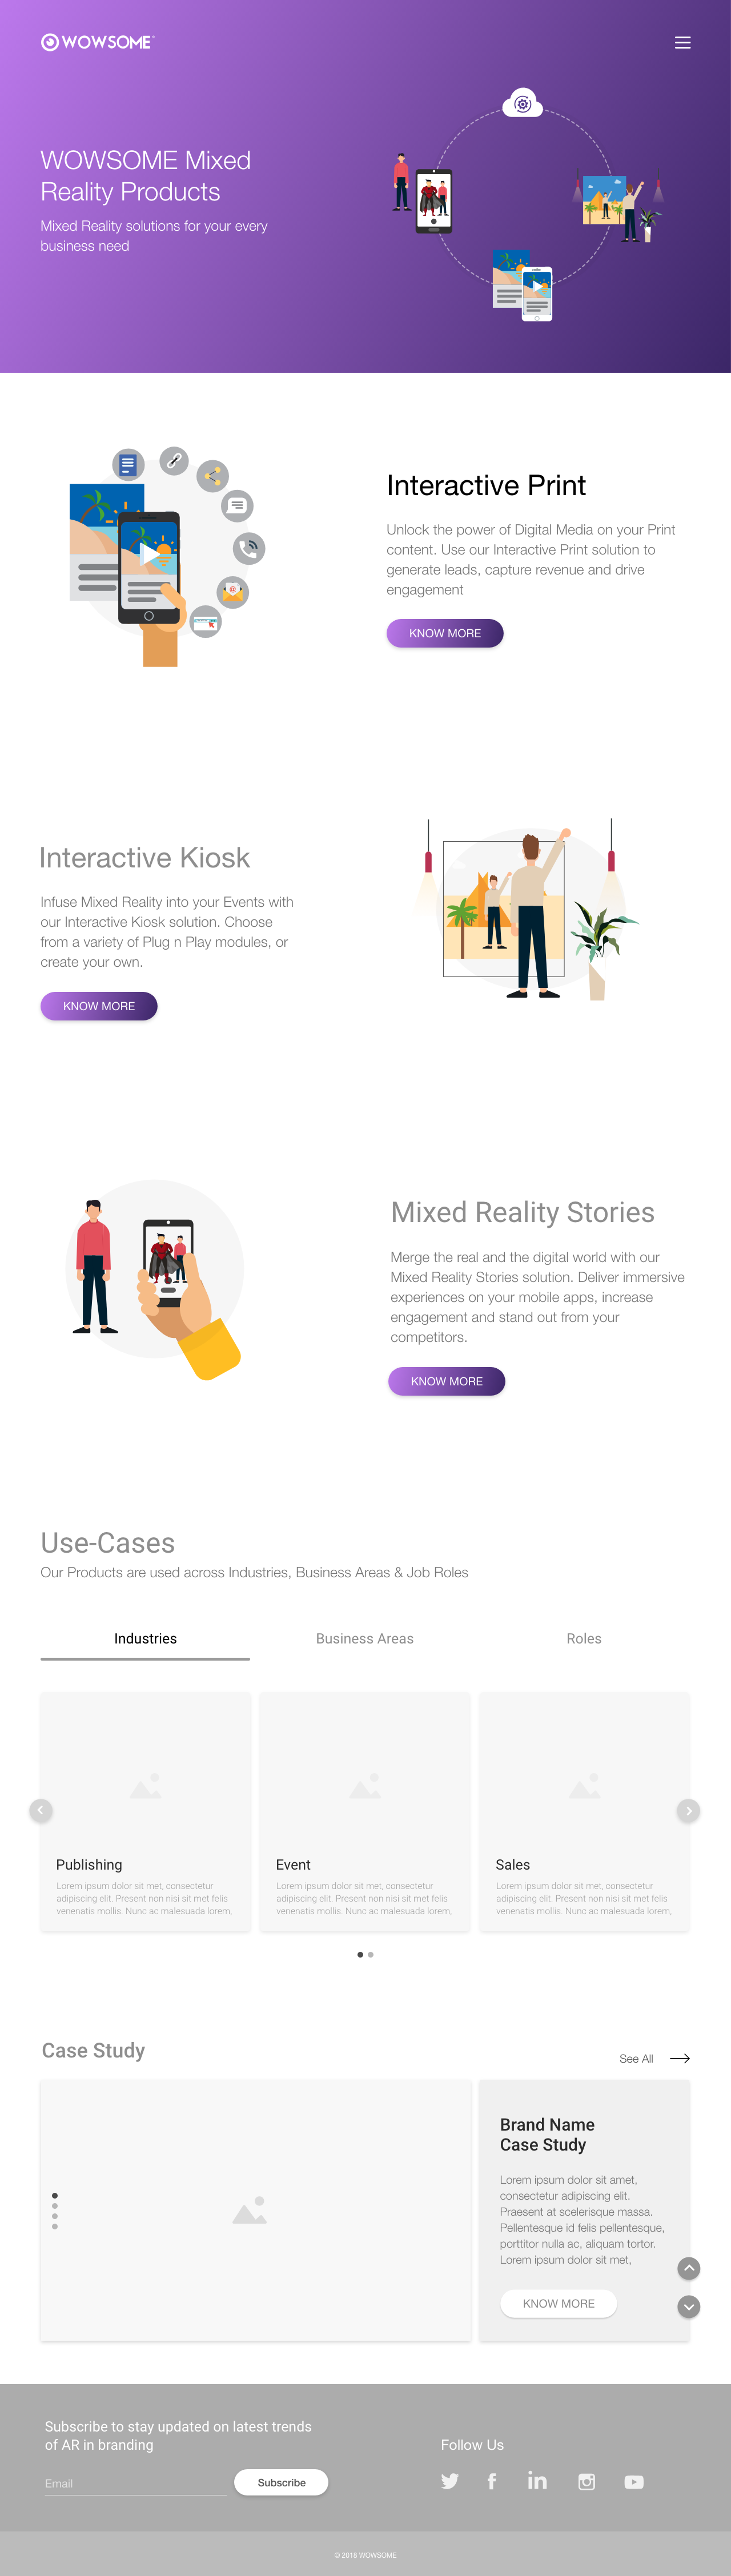 WOWSOME
WOWSOME Mixed
Reality Products
Mixed Reality solutions for your every
business need
Interactive Print
Unlock the power of Digital Media on your Print
content. Use our Interactive Print solution to
generate leads, capture revenue and drive
engagement
KNOW MORE
Interactive Kiosk
Infuse Mixed Reality into your Events with
our Interactive Kiosk solution. Choose
from a variety of Plug n Play modules, or
create your own.
KNOW MORE
Mixed Reality Stories
Merge the real and the digital world with our
Mixed Reality Stories solution. Deliver immersive
experiences on your mobile apps, increase
engagement and stand out from your
competitors.
KNOW MORE
Use-Cases
Our Products are used across Industries, Business Areas & Job Roles
Industries
Business Areas
Roles
Publishing
Lorem ipsum dolor sit met, consectetur
adipiscing elit. Present non nisi sit met felis
venenatis mollis. Nunc ac malesuada lorem,
Event
Lorem ipsum dolor sit met, consectetur
adipiscing elit. Present non nisi sit met felis
venenatis mollis. Nunc ac malesuada lorem,
Sales
Lorem ipsum dolor sit met, consectetur
adipiscing elit. Present non nisi sit met felis
venenatis mollis. Nunc ac malesuada lorem,
Case Study
See All
Brand Name
Case Study
Lorem ipsum dolor sit amet,
consectetur adipiscing elit.
Praesent at scelerisque massa.
Pellentesque id felis pellentesque,
porttitor nulla ac, aliquam tortor.
Lorem ipsum dolor sit met,
KNOW MORE
Subscribe to stay updated on latest trends
of AR in branding
Email
Subscribe
Follow Us
© 2018 WOWSOME